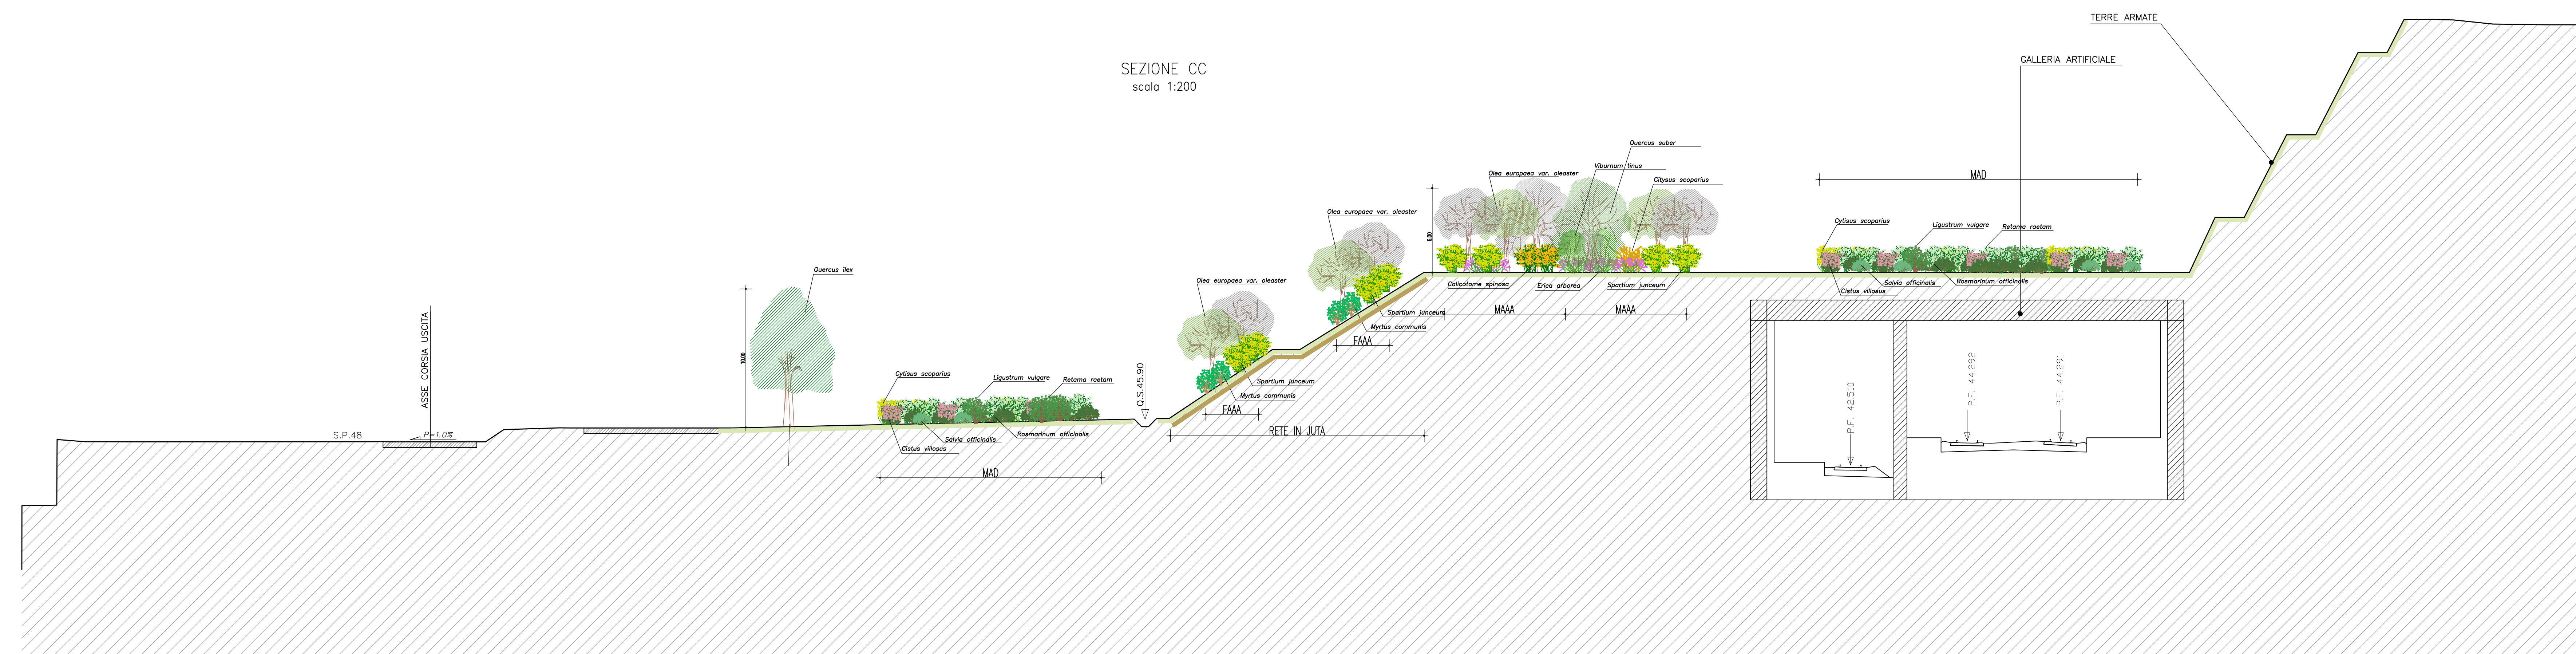 SEZIONE CC
scala 1:200
TERRE ARMATE
GALLERIA ARTIFICIALE
ASSE CORSIA USCITA
S.P.48
P=1.0%
10.00
Quercus ilex
Cytisus scoparius
Ligustrum vulgare
Retama raetam
Cistus villosus
Salvia officinalis
Rosmarinum officinalis
MAD
Q.S.45.90
Olea europaea var. oleaster
Spartium junceum
Myrtus communis
FAAA
RETE IN JUTA
Olea europaea var. oleaster
Spartium junceum
Myrtus communis
FAAA
6.00
Olea europaea var. oleaster
Quercus suber
Viburnum tinus
Citysus scoparius
Calicotome spinosa
Erica arborea
Spartium junceum
MAAA
MAAA
MAD
Cytisus scoparius
Ligustrum vulgare
Retama raetam
Cistus villosus
Salvia officinalis
Rosmarinum officinalis
P.F. 42.510
P.F. 44.292
P.F. 44.291